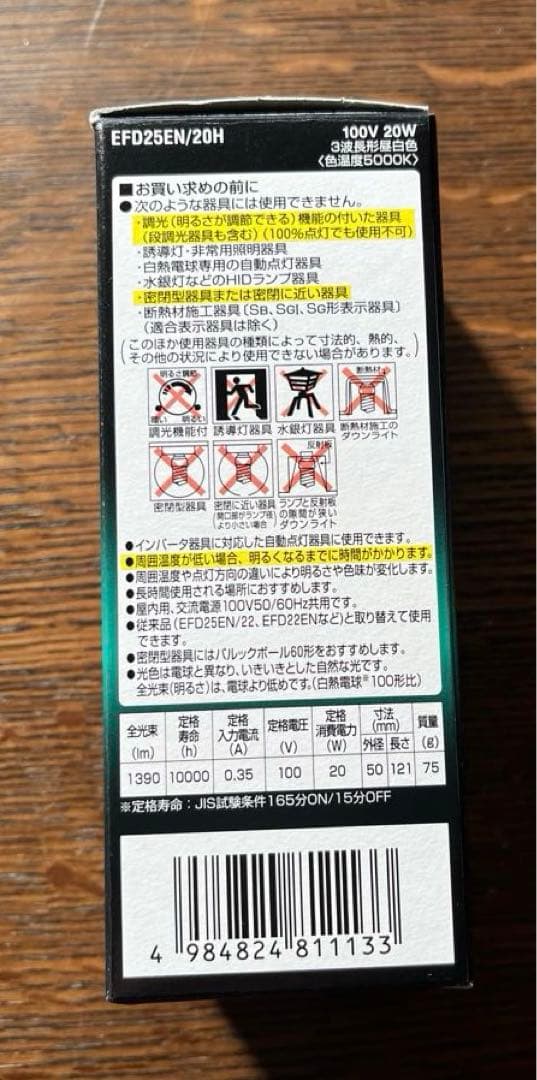 EFD25EN/20H
100V 20W
3波長形昼白色
〈色温度5000K〉
■お買い求めの前に
●次のような器具には使用できません。
・調光(明るさが調節できる)機能の付いた器具
(段調光器具も含む)(100%点灯でも使用不可)
・誘導灯・非常用照明器具
・白熱電球専用の自動点灯器具
・水銀灯などのHIDランプ器具
・密閉型器具または密閉に近い器具
・断熱材施工器具〔SB、SGI、SG形表示器具〕
(適合表示器具は除く)
(このほか使用器具の種類によって寸法的、熱的、
その他の状況により使用できない場合があります。)
明るさ調節
暗い 明るい
断熱材
調光機能付 誘導灯器具 水銀灯器具 断熱材施工の
ダウンライト
反射板
密閉型器具 密閉に近い器具 ランプと反射板
(開口部がランプ径 の隙間が狭い
より小さい場合) ダウンライト
●インバータ器具に対応した自動点灯器具に使用できます。
●周囲温度が低い場合、明るくなるまでに時間がかかります。
●周囲温度や点灯方向の違いにより明るさや色味が変化します。
●長時間使用される場所におすすめします。
●屋内用、交流電源100V50/60Hz共用です。
●従来品(EFD25EN/22、EFD22ENなど)と取り替えて使用
できます。
●密閉型器具にはパルックボール60形をおすすめします。
●光色は電球と異なり、いきいきとした自然な光です。
全光束(明るさ)は、電球より低めです。(白熱電球※100形比)
全光束 (lm) 定格寿命 (h) 定格入力電流 (A) 定格電圧 (V) 定格消費電力 (W) 寸法 (mm) 外径 長さ 質量 (g)
1390 10000 0.35 100 20 50 121 75
※定格寿命：JIS試験条件165分ON/15分OFF
4 984824 811133